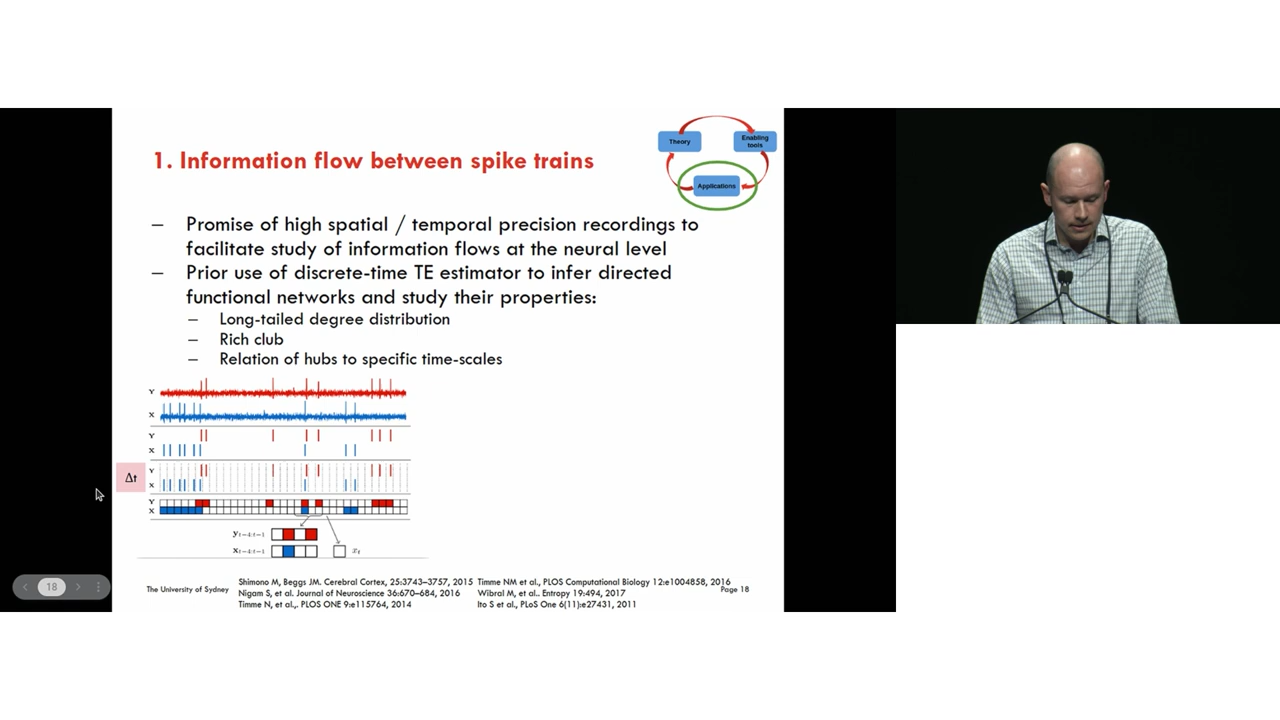 Theory
Enabling
tools
Applications
1. Information flow between spike trains
– Promise of high spatial / temporal precision recordings to
facilitate study of information flows at the neural level
– Prior use of discrete-time TE estimator to infer directed
functional networks and study their properties:
– Long-tailed degree distribution
– Rich club
– Relation of hubs to specific time-scales
Y
X
Y
X
Δt
Y
X
Y
X
y t−4:t−1
x t−4:t−1
x t
18
The University of Sydney
Shimono M, Beggs JM. Cerebral Cortex, 25:3743–3757, 2015
Nigam S, et al. Journal of Neuroscience 36:670–684, 2016
Timme N, et al,. PLOS ONE 9:e115764, 2014
Timme NM et al., PLOS Computational Biology 12:e1004858, 2016
Wibral M, et al.. Entropy 19:494, 2017
Ito S et al., PLoS One 6(11):e27431, 2011
Page 18